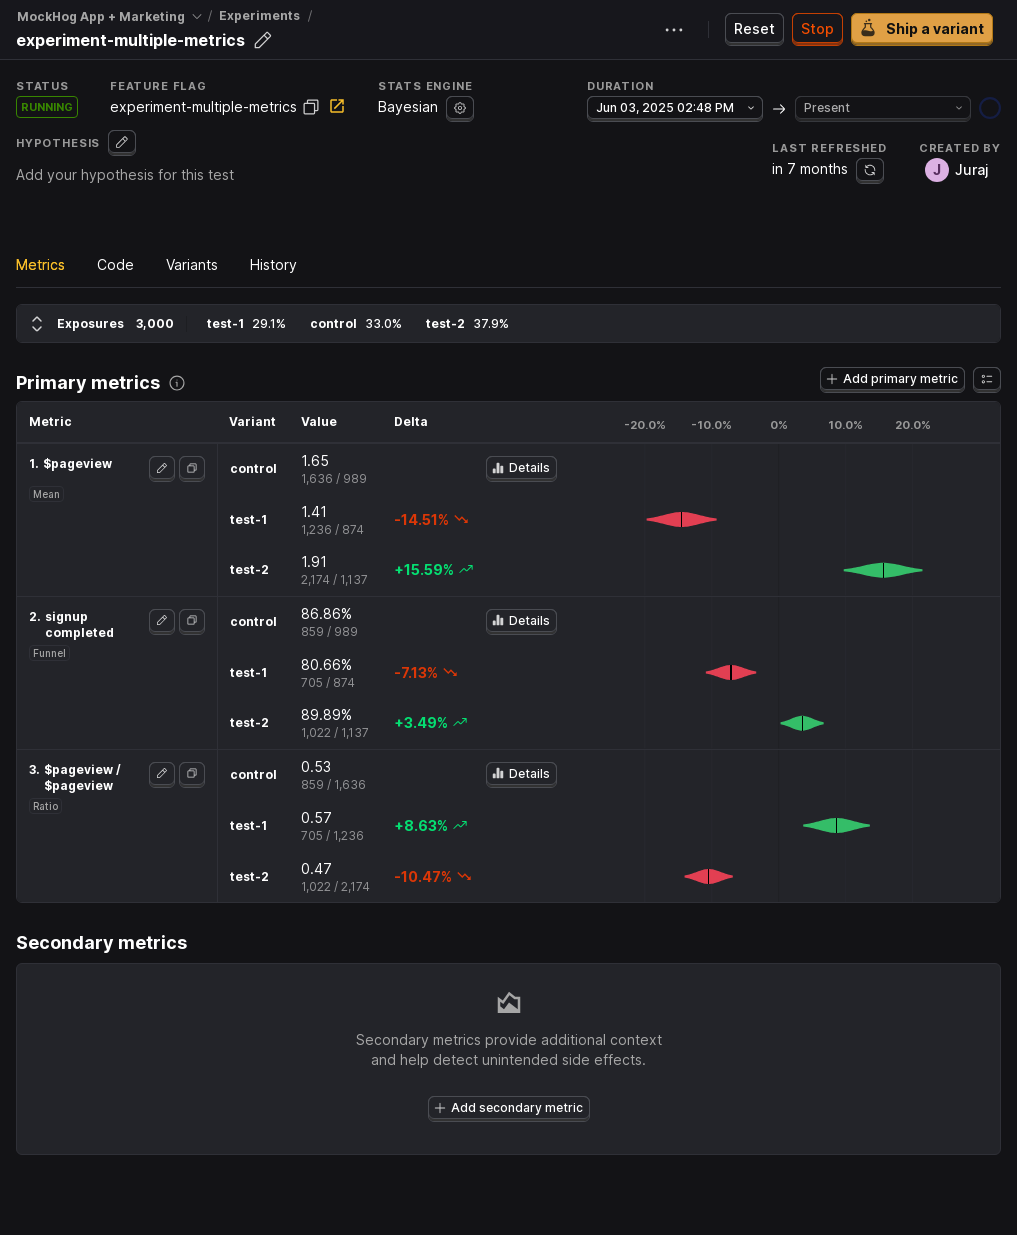 MockHog App + Marketing / Experiments /
experiment-multiple-metrics
Reset
Stop
Ship a variant
STATUS
RUNNING
FEATURE FLAG
experiment-multiple-metrics
STATS ENGINE
Bayesian
DURATION
Jun 03, 2025 02:48 PM
Present
HYPOTHESIS
Add your hypothesis for this test
LAST REFRESHED
in 7 months
CREATED BY
J Juraj
Metrics Code Variants History
Exposures 3,000 test-1 29.1% control 33.0% test-2 37.9%
Primary metrics
Add primary metric
Metric Variant Value Delta -20.0% -10.0% 0% 10.0% 20.0%
1. $pageview
Mean
control 1.65 Details
1,636 / 989
test-1 1.41 -14.51%
1,236 / 874
test-2 1.91 +15.59%
2,174 / 1,137
2. signup
completed
Funnel
control 86.86% Details
859 / 989
test-1 80.66% -7.13%
705 / 874
test-2 89.89% +3.49%
1,022 / 1,137
3. $pageview /
$pageview
Ratio
control 0.53 Details
859 / 1,636
test-1 0.57 +8.63%
705 / 1,236
test-2 0.47 -10.47%
1,022 / 2,174
Secondary metrics
Secondary metrics provide additional context
and help detect unintended side effects.
Add secondary metric